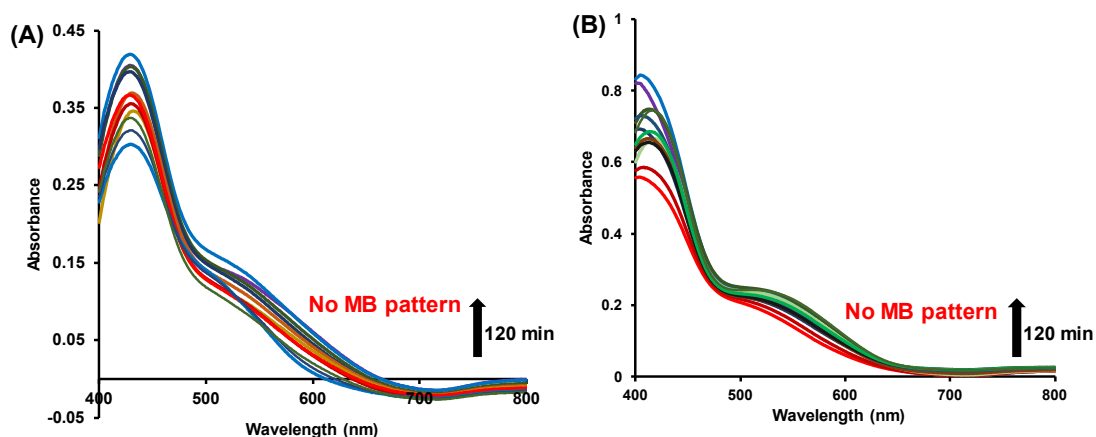 (A)
0.45
0.35
0.25
0.15
0.05
-0.05
Absorbance
400
500
600
700
800
Wavelength (nm)
No MB pattern
120 min
(B)
1
0.8
0.6
0.4
0.2
0
Absorbance
400
500
600
700
800
Wavelength (nm)
No MB pattern
120 min